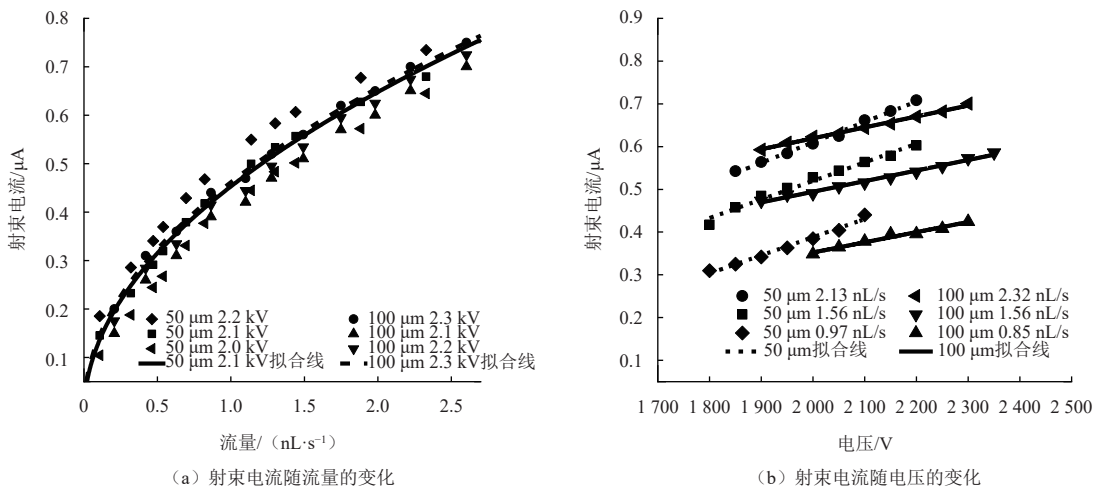 0.8
0.7
0.6
0.5
0.4
0.3
0.2
0.1
射束电流/μA
50 μm 2.2 kV
50 μm 2.1 kV
50 μm 2.0 kV
50 μm 2.1 kV拟合线
100 μm 2.3 kV
100 μm 2.1 kV
100 μm 2.2 kV
100 μm 2.3 kV拟合线
0 0.5 1.0 1.5 2.0 2.5
流量/（nL·s⁻¹）
（a）射束电流随流量的变化
0.9
0.8
0.7
0.6
0.5
0.4
0.3
0.1
射束电流/μA
50 μm 2.13 nL/s
50 μm 1.56 nL/s
50 μm 0.97 nL/s
50 μm拟合线
100 μm 2.32 nL/s
100 μm 1.56 nL/s
100 μm 0.85 nL/s
100 μm拟合线
1 700 1 800 1 900 2 000 2 100 2 200 2 300 2 400 2 500
电压/V
（b）射束电流随电压的变化